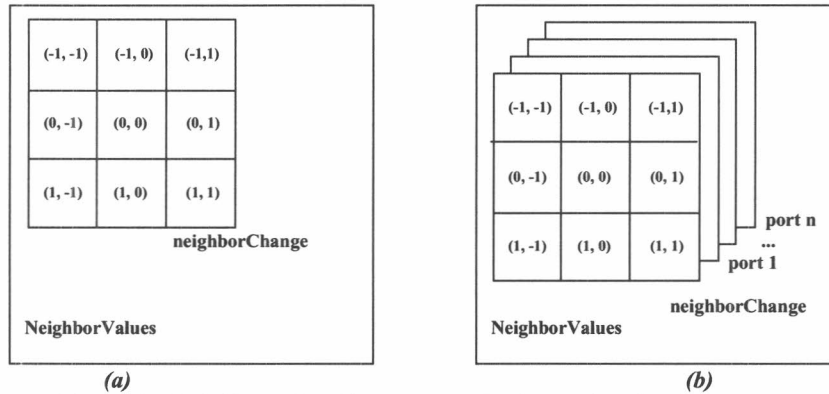 (-1, -1) (-1, 0) (-1,1)
(0, -1) (0, 0) (0, 1)
(1, -1) (1, 0) (1, 1)
neighborChange
NeighborValues
(a)
(-1, -1) (-1, 0) (-1,1)
(0, -1) (0, 0) (0, 1)
(1, -1) (1, 0) (1, 1)
port n
...
port 1
neighborChange
NeighborValues
(b)